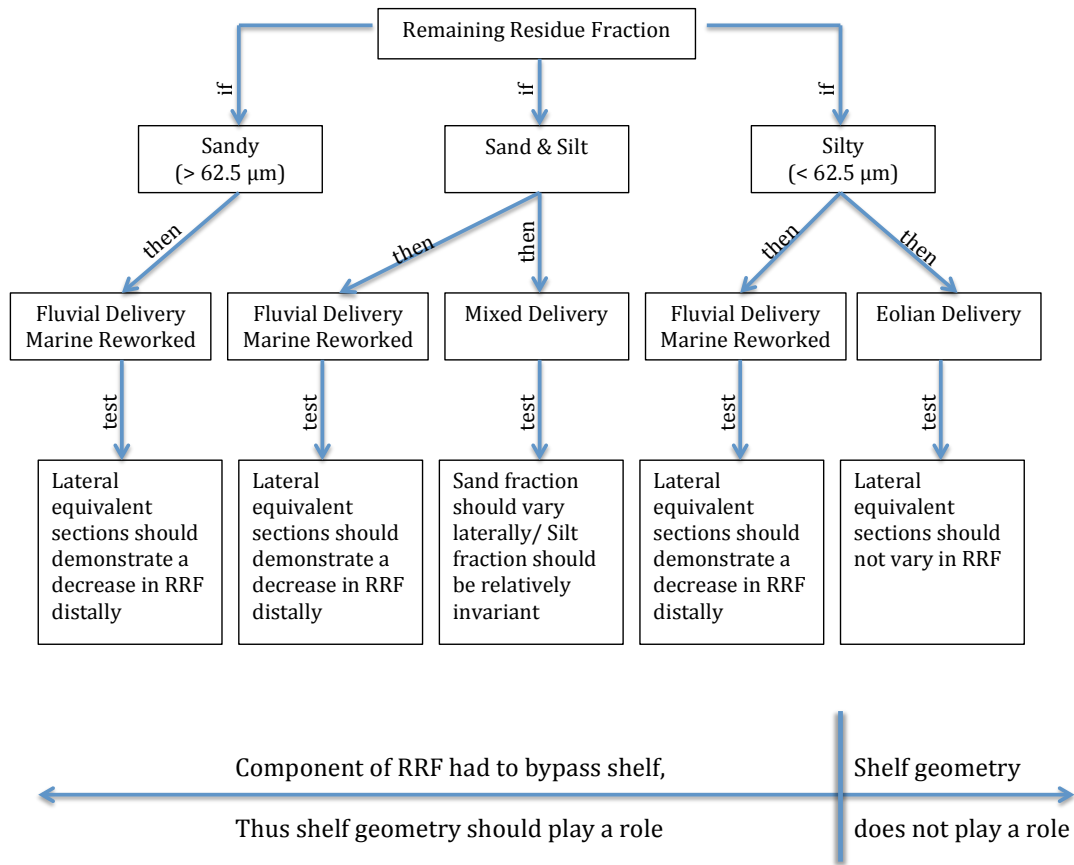 Remaining Residue Fraction
if
if
if
Sandy
(> 62.5 μm)
Sand & Silt
Silty
(< 62.5 μm)
then
then
then
then
then
Fluvial Delivery
Marine Reworked
Fluvial Delivery
Marine Reworked
Mixed Delivery
Fluvial Delivery
Marine Reworked
Eolian Delivery
test
test
test
test
test
Lateral
equivalent
sections should
demonstrate a
decrease in RRF
distally
Lateral
equivalent
sections should
demonstrate a
decrease in RRF
distally
Sand fraction
should vary
laterally/ Silt
fraction should
be relatively
invariant
Lateral
equivalent
sections should
demonstrate a
decrease in RRF
distally
Lateral
equivalent
sections should
not vary in RRF
Component of RRF had to bypass shelf,
Thus shelf geometry should play a role
Shelf geometry
does not play a role